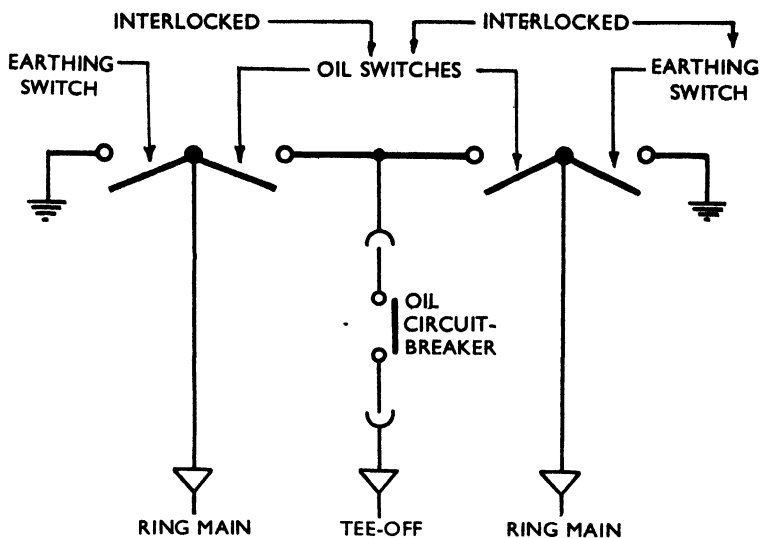 INTERLOCKED
INTERLOCKED
EARTHING
SWITCH
OIL SWITCHES
EARTHING
SWITCH
OIL
CIRCUIT-
BREAKER
RING MAIN
TEE-OFF
RING MAIN